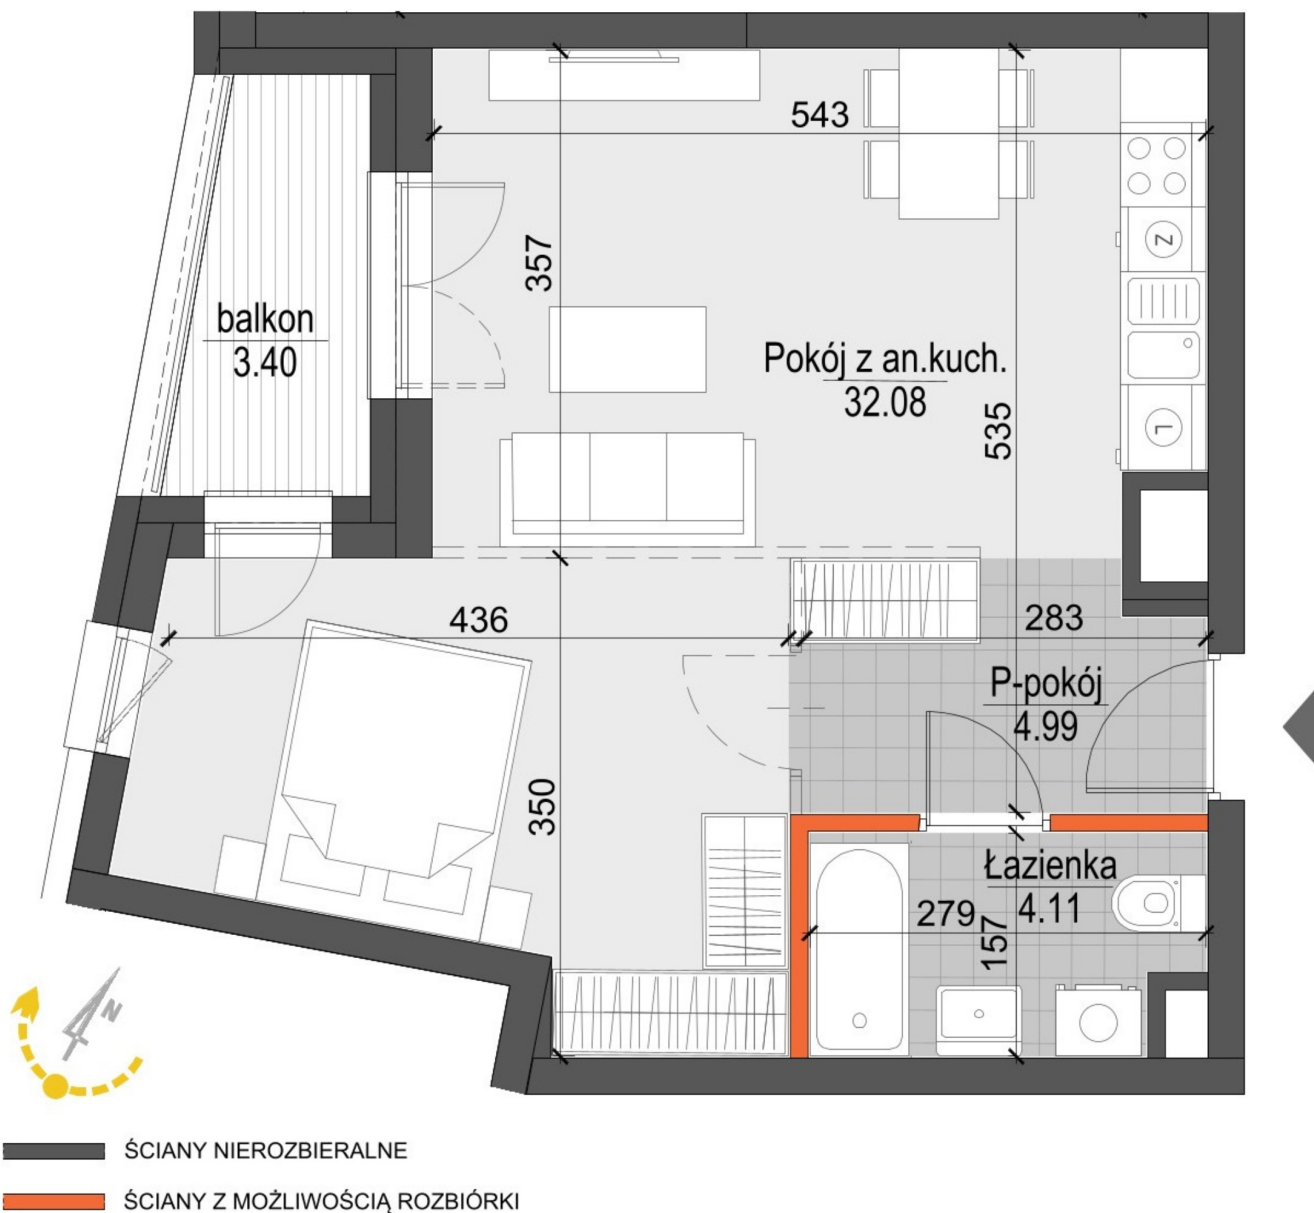 543
357
balkon
3.40
Z
Pokój z an.kuch.
32.08
535
L
436
283
P-pokój
4.99
350
Łazienka
4.11
279
157
N
ŚCIANY NIEROZBIERALNE
ŚCIANY Z MOŻLIWOŚCIĄ ROZBIÓRKI